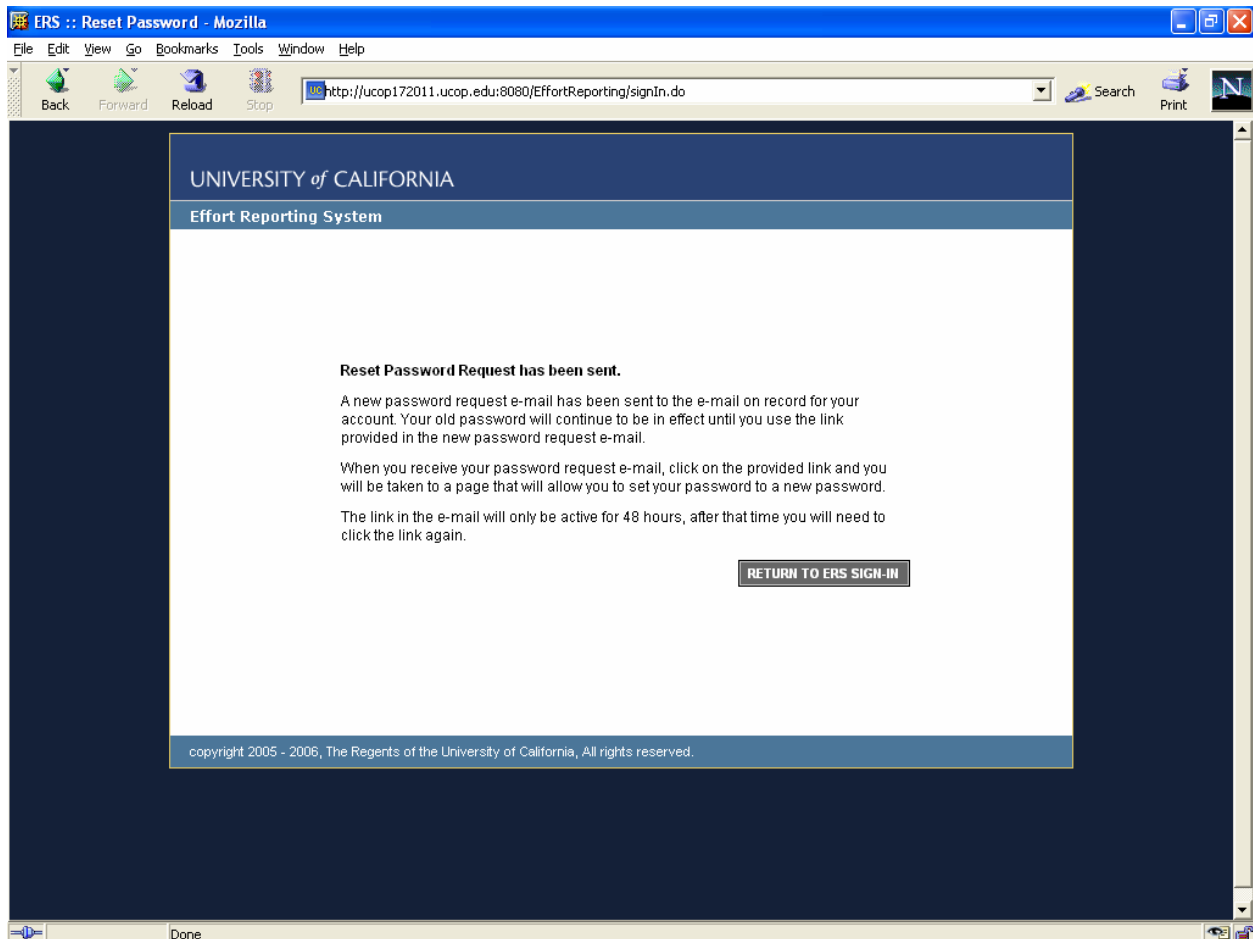 ERS :: Reset Password - Mozilla
File Edit View Go Bookmarks Tools Window Help
Back Forward Reload Stop UC http://ucop172011.ucop.edu:8080/EffortReporting/signIn.do Search Print N
UNIVERSITY of CALIFORNIA
Effort Reporting System
Reset Password Request has been sent.
A new password request e-mail has been sent to the e-mail on record for your
account. Your old password will continue to be in effect until you use the link
provided in the new password request e-mail.
When you receive your password request e-mail, click on the provided link and you
will be taken to a page that will allow you to set your password to a new password.
The link in the e-mail will only be active for 48 hours, after that time you will need to
click the link again.
RETURN TO ERS SIGN-IN
copyright 2005 - 2006, The Regents of the University of California, All rights reserved.
Done